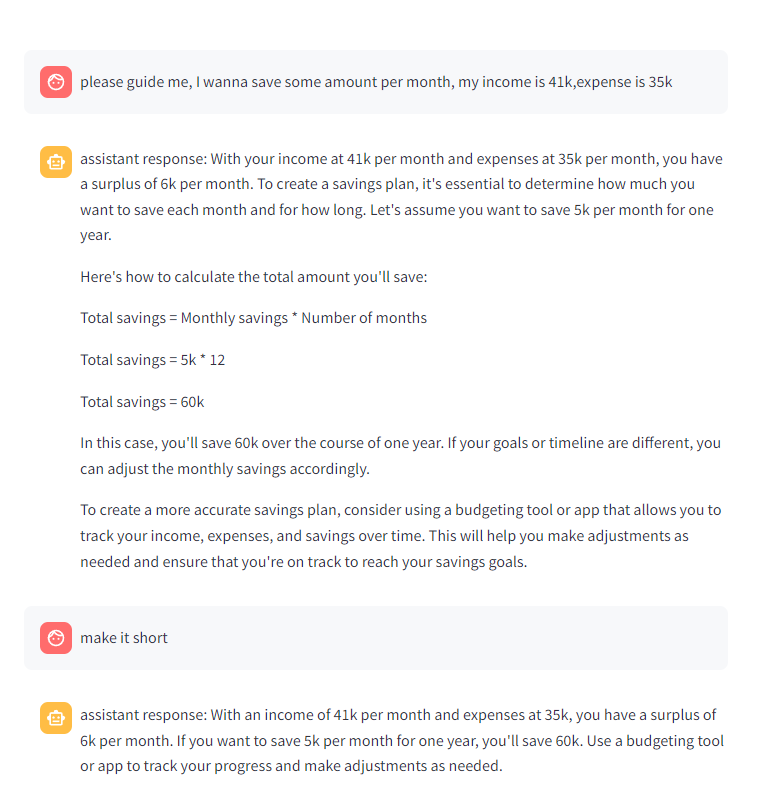 please guide me, I wanna save some amount per month, my income is 41k,expense is 35k
assistant response: With your income at 41k per month and expenses at 35k per month, you have
a surplus of 6k per month. To create a savings plan, it's essential to determine how much you
want to save each month and for how long. Let's assume you want to save 5k per month for one
year.
Here's how to calculate the total amount you'll save:
Total savings = Monthly savings * Number of months
Total savings = 5k * 12
Total savings = 60k
In this case, you'll save 60k over the course of one year. If your goals or timeline are different, you
can adjust the monthly savings accordingly.
To create a more accurate savings plan, consider using a budgeting tool or app that allows you to
track your income, expenses, and savings over time. This will help you make adjustments as
needed and ensure that you're on track to reach your savings goals.
make it short
assistant response: With an income of 41k per month and expenses at 35k, you have a surplus of
6k per month. If you want to save 5k per month for one year, you'll save 60k. Use a budgeting tool
or app to track your progress and make adjustments as needed.